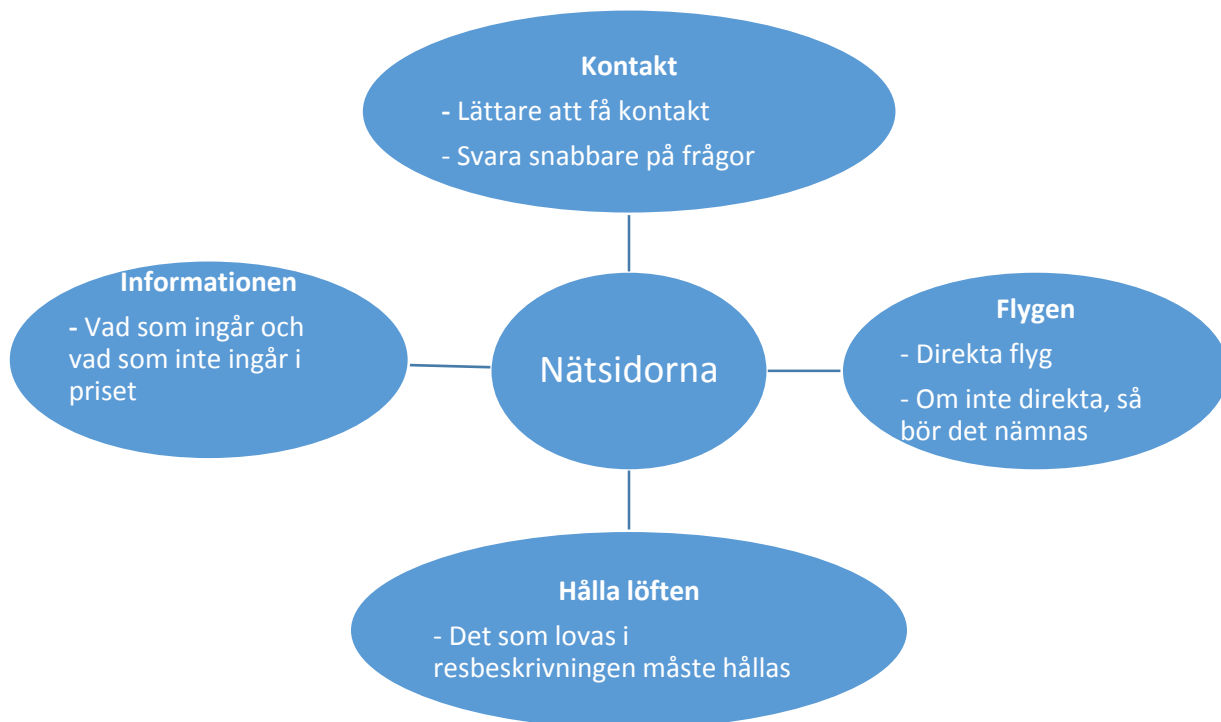 Kontakt
- Lättare att få kontakt
- Svara snabbare på frågor
Informationen
- Vad som ingår och
vad som inte ingår i
priset
Nätsidorna
Flygen
- Direkta flyg
- Om inte direkta, så
bör det nämnas
Hålla löften
- Det som lovas i
resbeskrivningen måste hållas